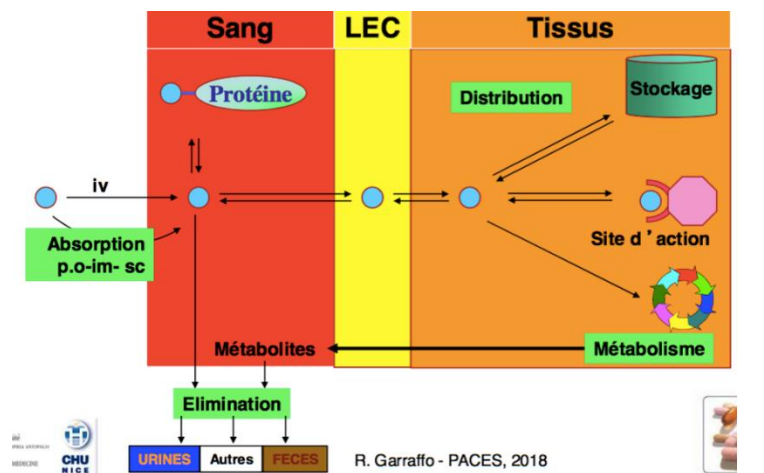 Sang
LEC
Tissus
Protéine
Distribution
Stockage
iv
Absorption
p.o-im- sc
Site d ' action
Métabolites
Métabolisme
Elimination
URINES
Autres
FECES
CHU
NICE
R. Garraffo - PACES, 2018